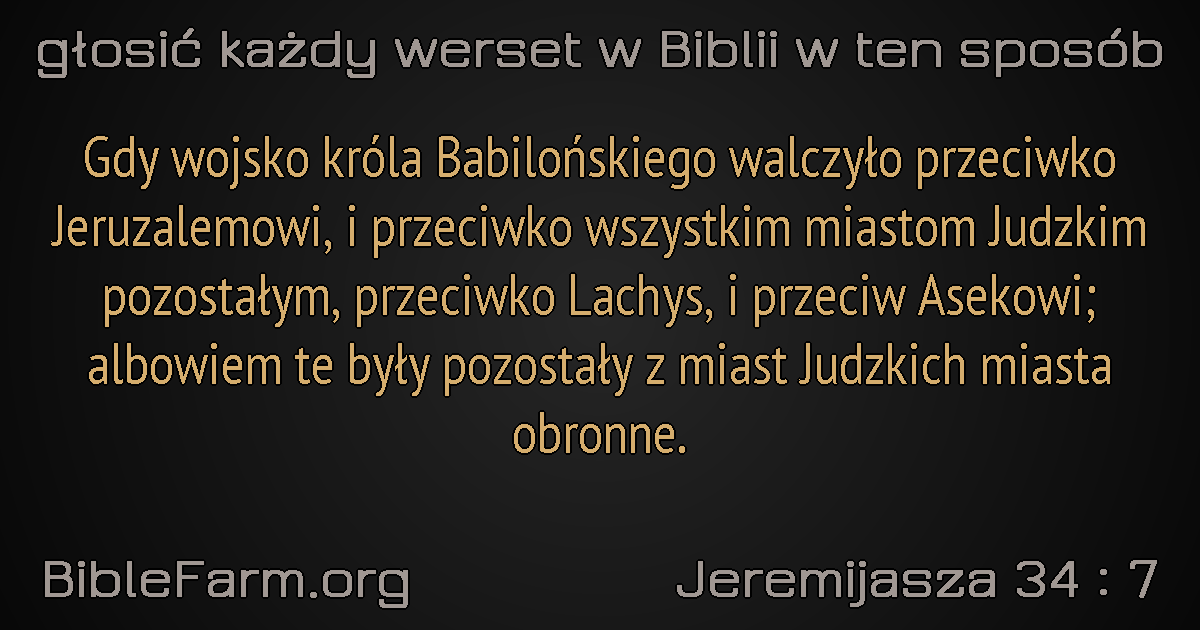 głosić każdy werset w Biblii w ten sposób
Gdy wojsko króla Babilońskiego walczyło przeciwko
Jeruzalemowi, i przeciwko wszystkim miastom Judzkim
pozostałym, przeciwko Lachys, i przeciw Asekowi;
albowiem te były pozostały z miast Judzkich miasta
obronne.
BibleFarm.org
Jeremijasza 34 : 7